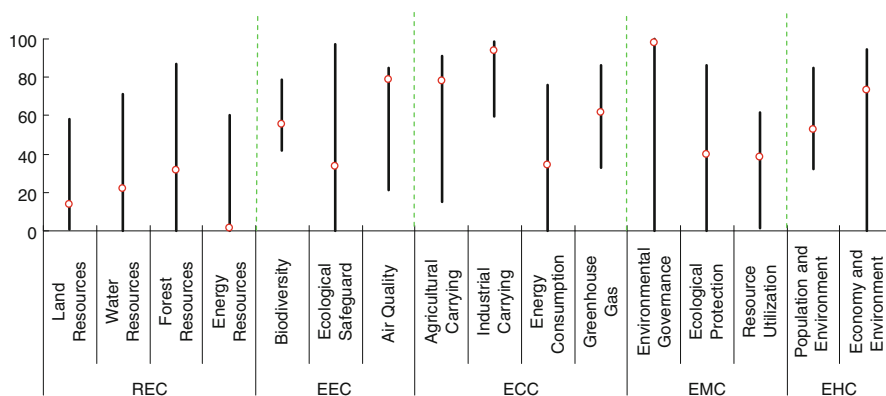 100
80
60
40
20
0
Land
Resources
Water
Resources
Forest
Resources
Energy
Resources
Biodiversity
Ecological
Safeguard
Air Quality
Agricultural
Carrying
Industrial
Carrying
Energy
Consumption
Greenhouse
Gas
Environmental
Governance
Ecological
Protection
Resource
Utilization
Population and
Environment
Economy and
Environment
REC
EEC
ECC
EMC
EHC